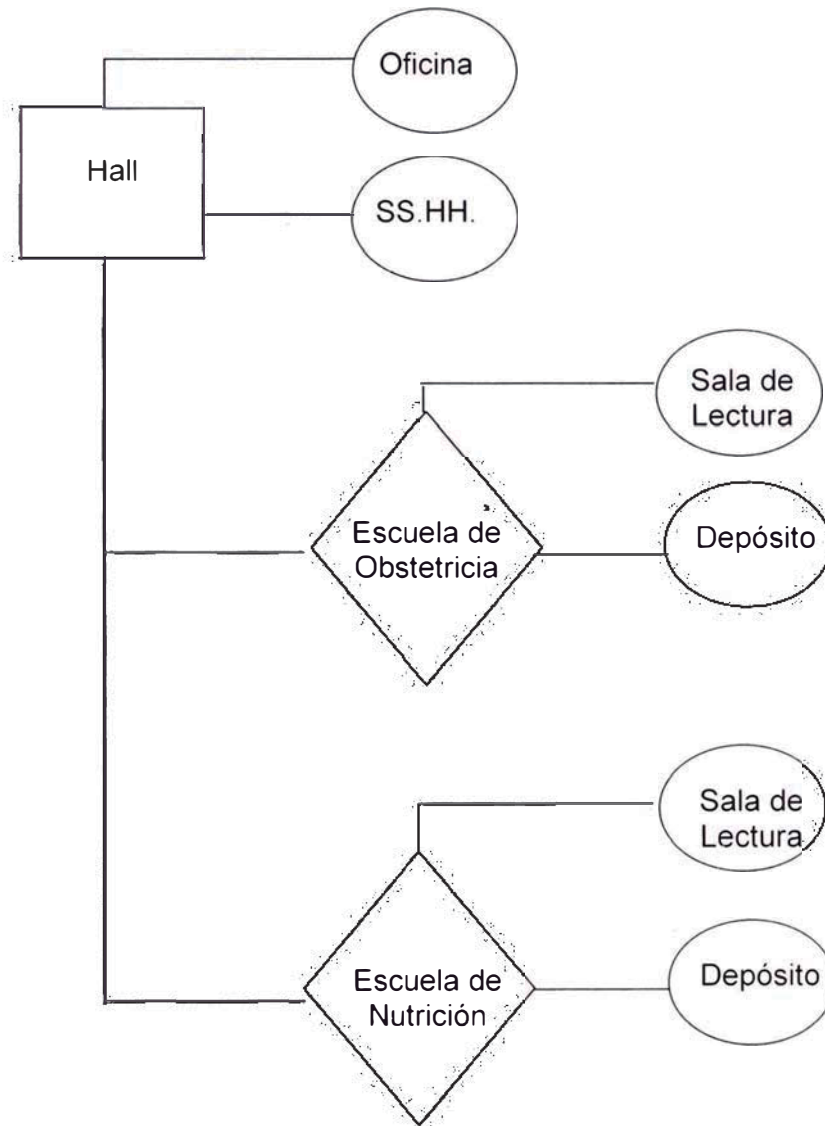 Oficina
Hall
SS.HH.
Sala de
Lectura
Escuela de
Obstetricia
Depósito
Sala de
Lectura
Escuela de
Nutrición
Depósito